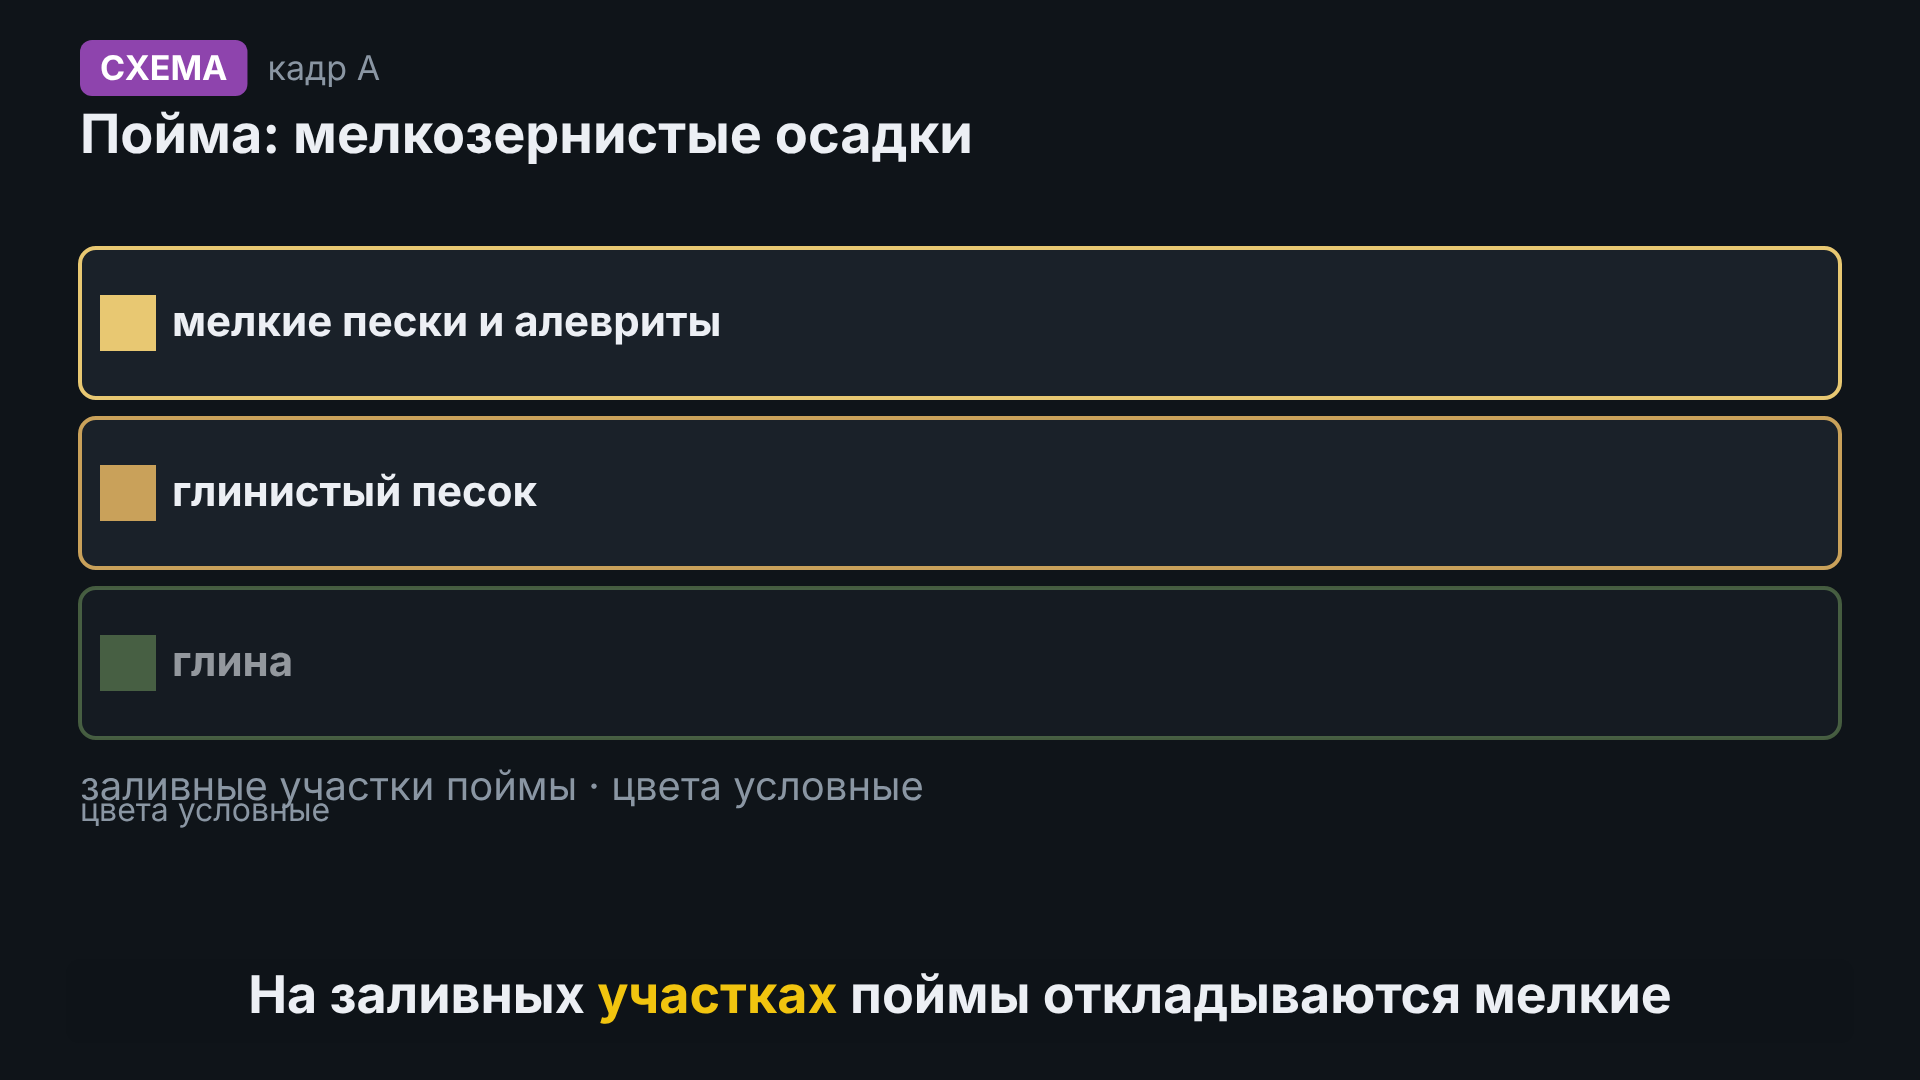 СХЕМА кадр А
Пойма: мелкозернистые осадки
мелкие пески и алевриты
глинистый песок
глина
заливные участки поймы · цвета условные
цвета условные
На заливных участках поймы откладываются мелкие